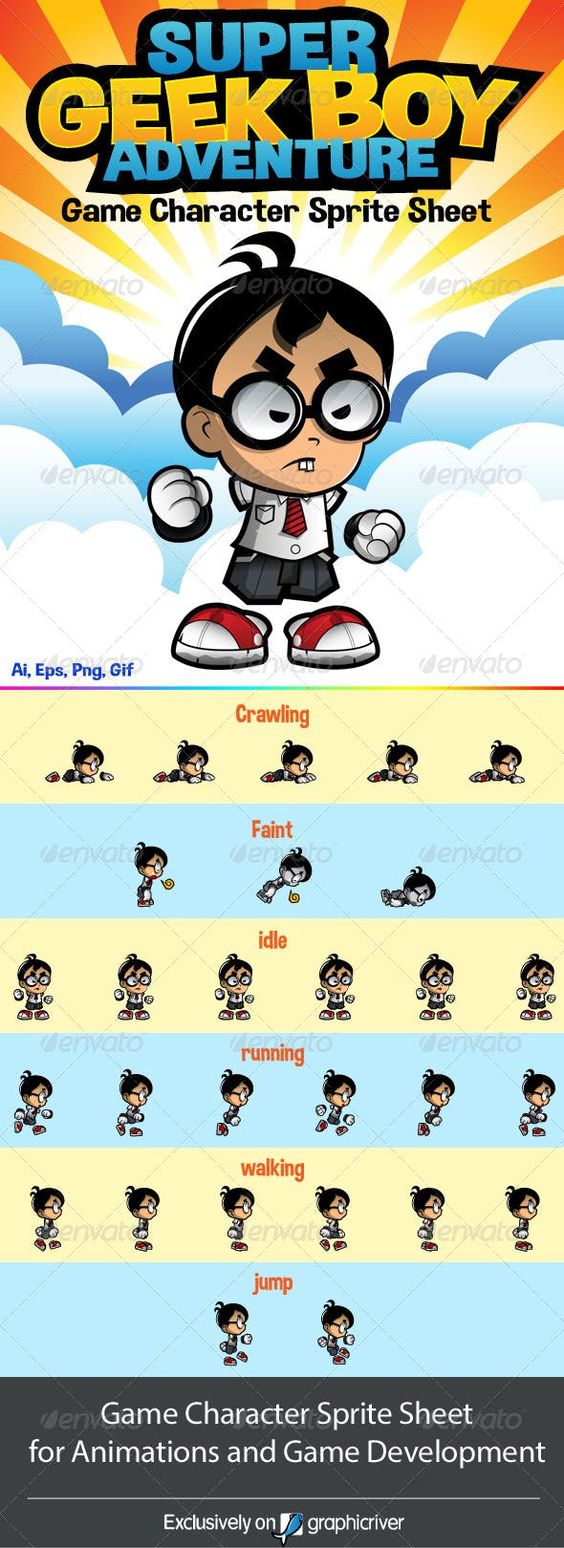 SUPER
GEEK BOY
ADVENTURE
Game Character Sprite Sheet
Ai, Eps, Png, Gif
Crawling
Faint
idle
running
walking
jump
Game Character Sprite Sheet
for Animations and Game Development
Exclusively on graphicriver
envato